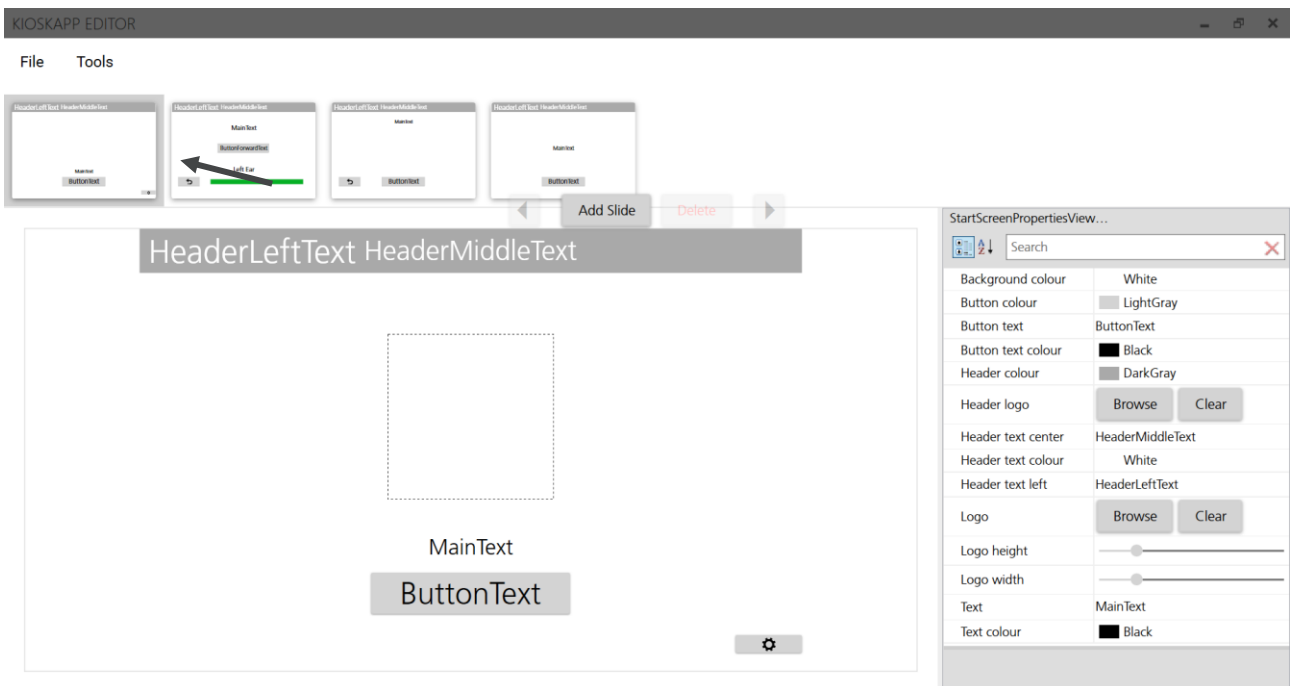 KIOSKAPP EDITOR
File Tools
HeaderLeftText HeaderMiddleText
MainText
ButtonText
HeaderLeftText HeaderMiddleText
MainText
ButtonForwardText
Left Ear
HeaderLeftText HeaderMiddleText
MainText
ButtonText
HeaderLeftText HeaderMiddleText
MainText
ButtonText
Add Slide Delete
HeaderLeftText HeaderMiddleText
MainText
ButtonText
StartScreenPropertiesView...
Search
Background colour White
Button colour LightGray
Button text ButtonText
Button text colour Black
Header colour DarkGray
Header logo Browse Clear
Header text center HeaderMiddleText
Header text colour White
Header text left HeaderLeftText
Logo Browse Clear
Logo height
Logo width
Text MainText
Text colour Black